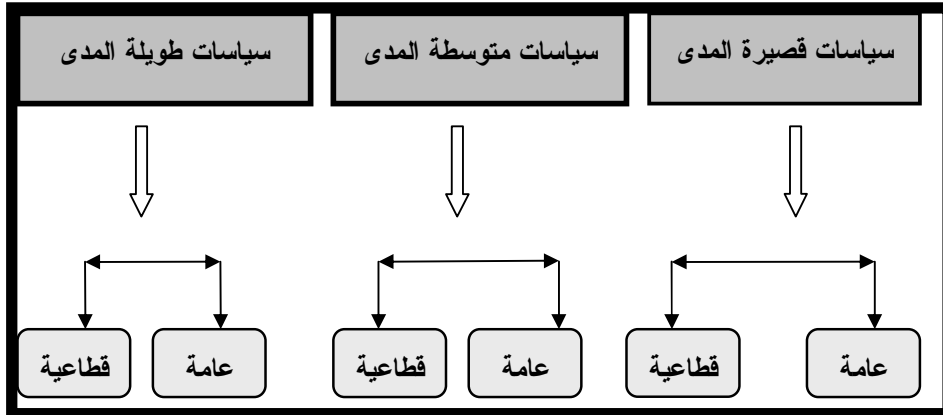 سياسات قصيرة المدى
سياسات متوسطة المدى
سياسات طويلة المدى
عامة
قطاعية
عامة
قطاعية
عامة
قطاعية